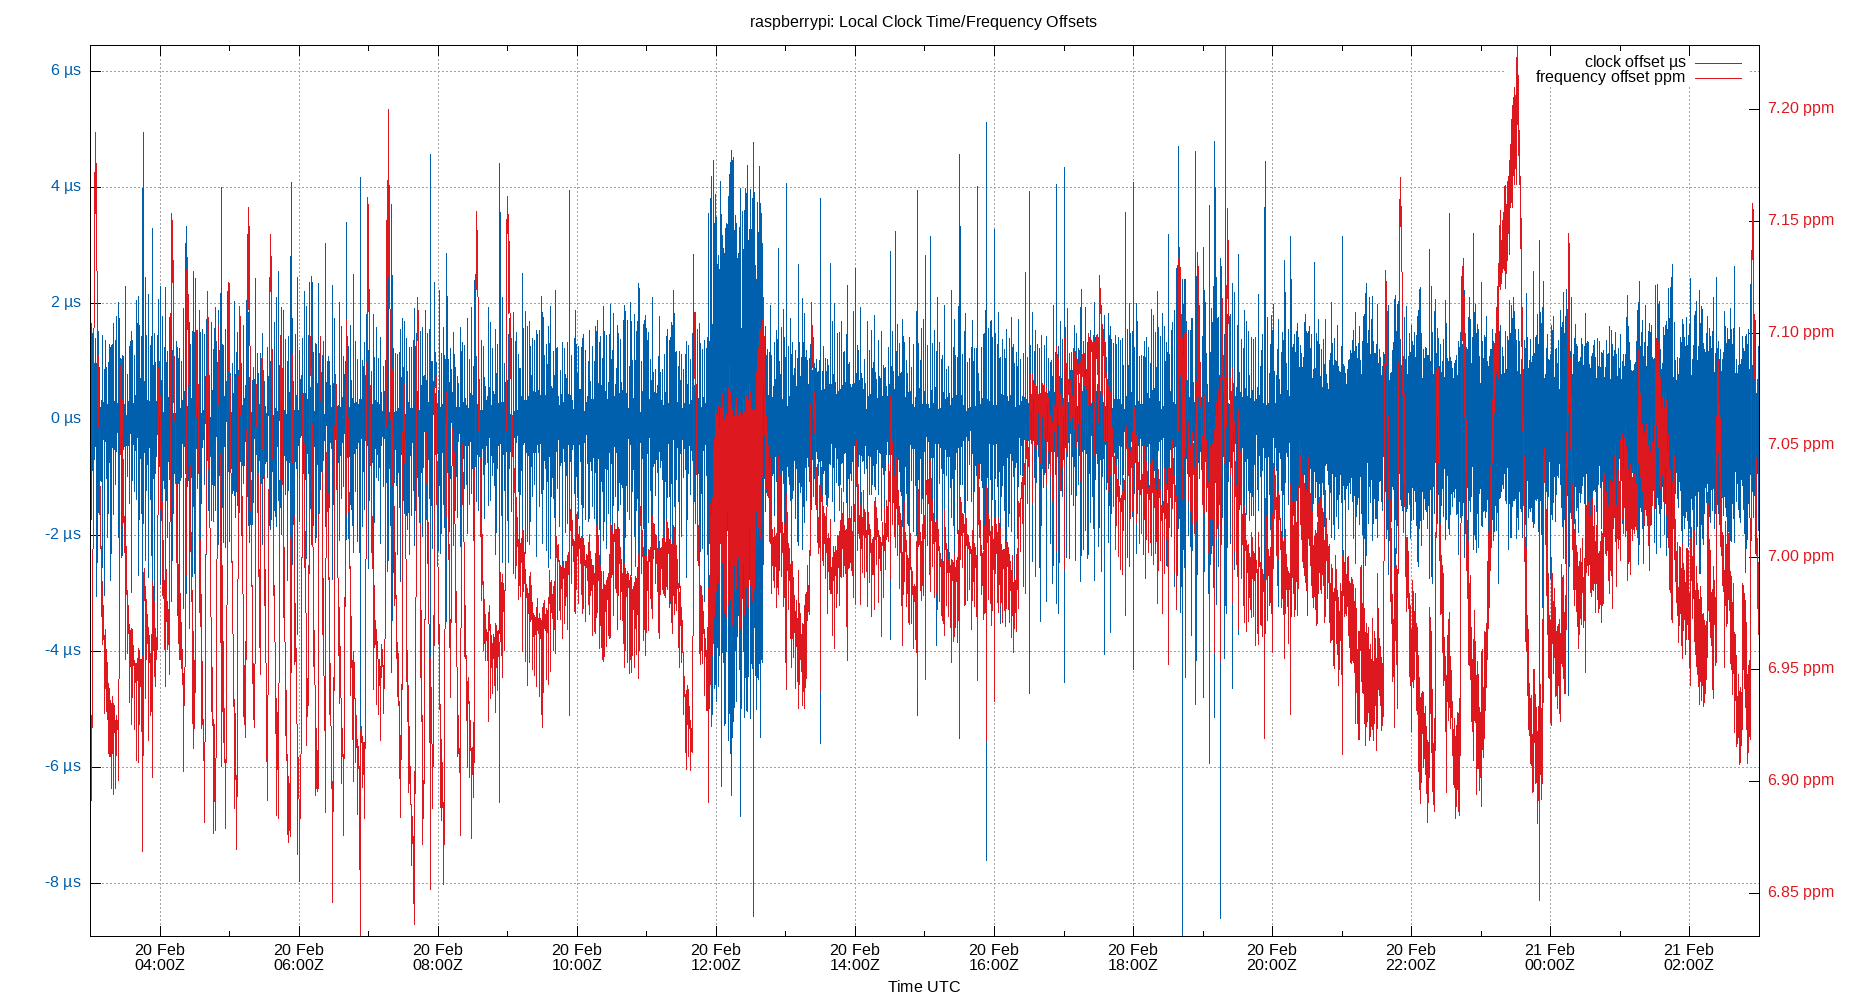 raspberrypi: Local Clock Time/Frequency Offsets
clock offset µs
frequency offset ppm
6 µs
4 µs
2 µs
0 µs
-2 µs
-4 µs
-6 µs
-8 µs
7.20 ppm
7.15 ppm
7.10 ppm
7.05 ppm
7.00 ppm
6.95 ppm
6.90 ppm
6.85 ppm
20 Feb
04:00Z
20 Feb
06:00Z
20 Feb
08:00Z
20 Feb
10:00Z
20 Feb
12:00Z
20 Feb
14:00Z
20 Feb
16:00Z
20 Feb
18:00Z
20 Feb
20:00Z
20 Feb
22:00Z
21 Feb
00:00Z
21 Feb
02:00Z
Time UTC